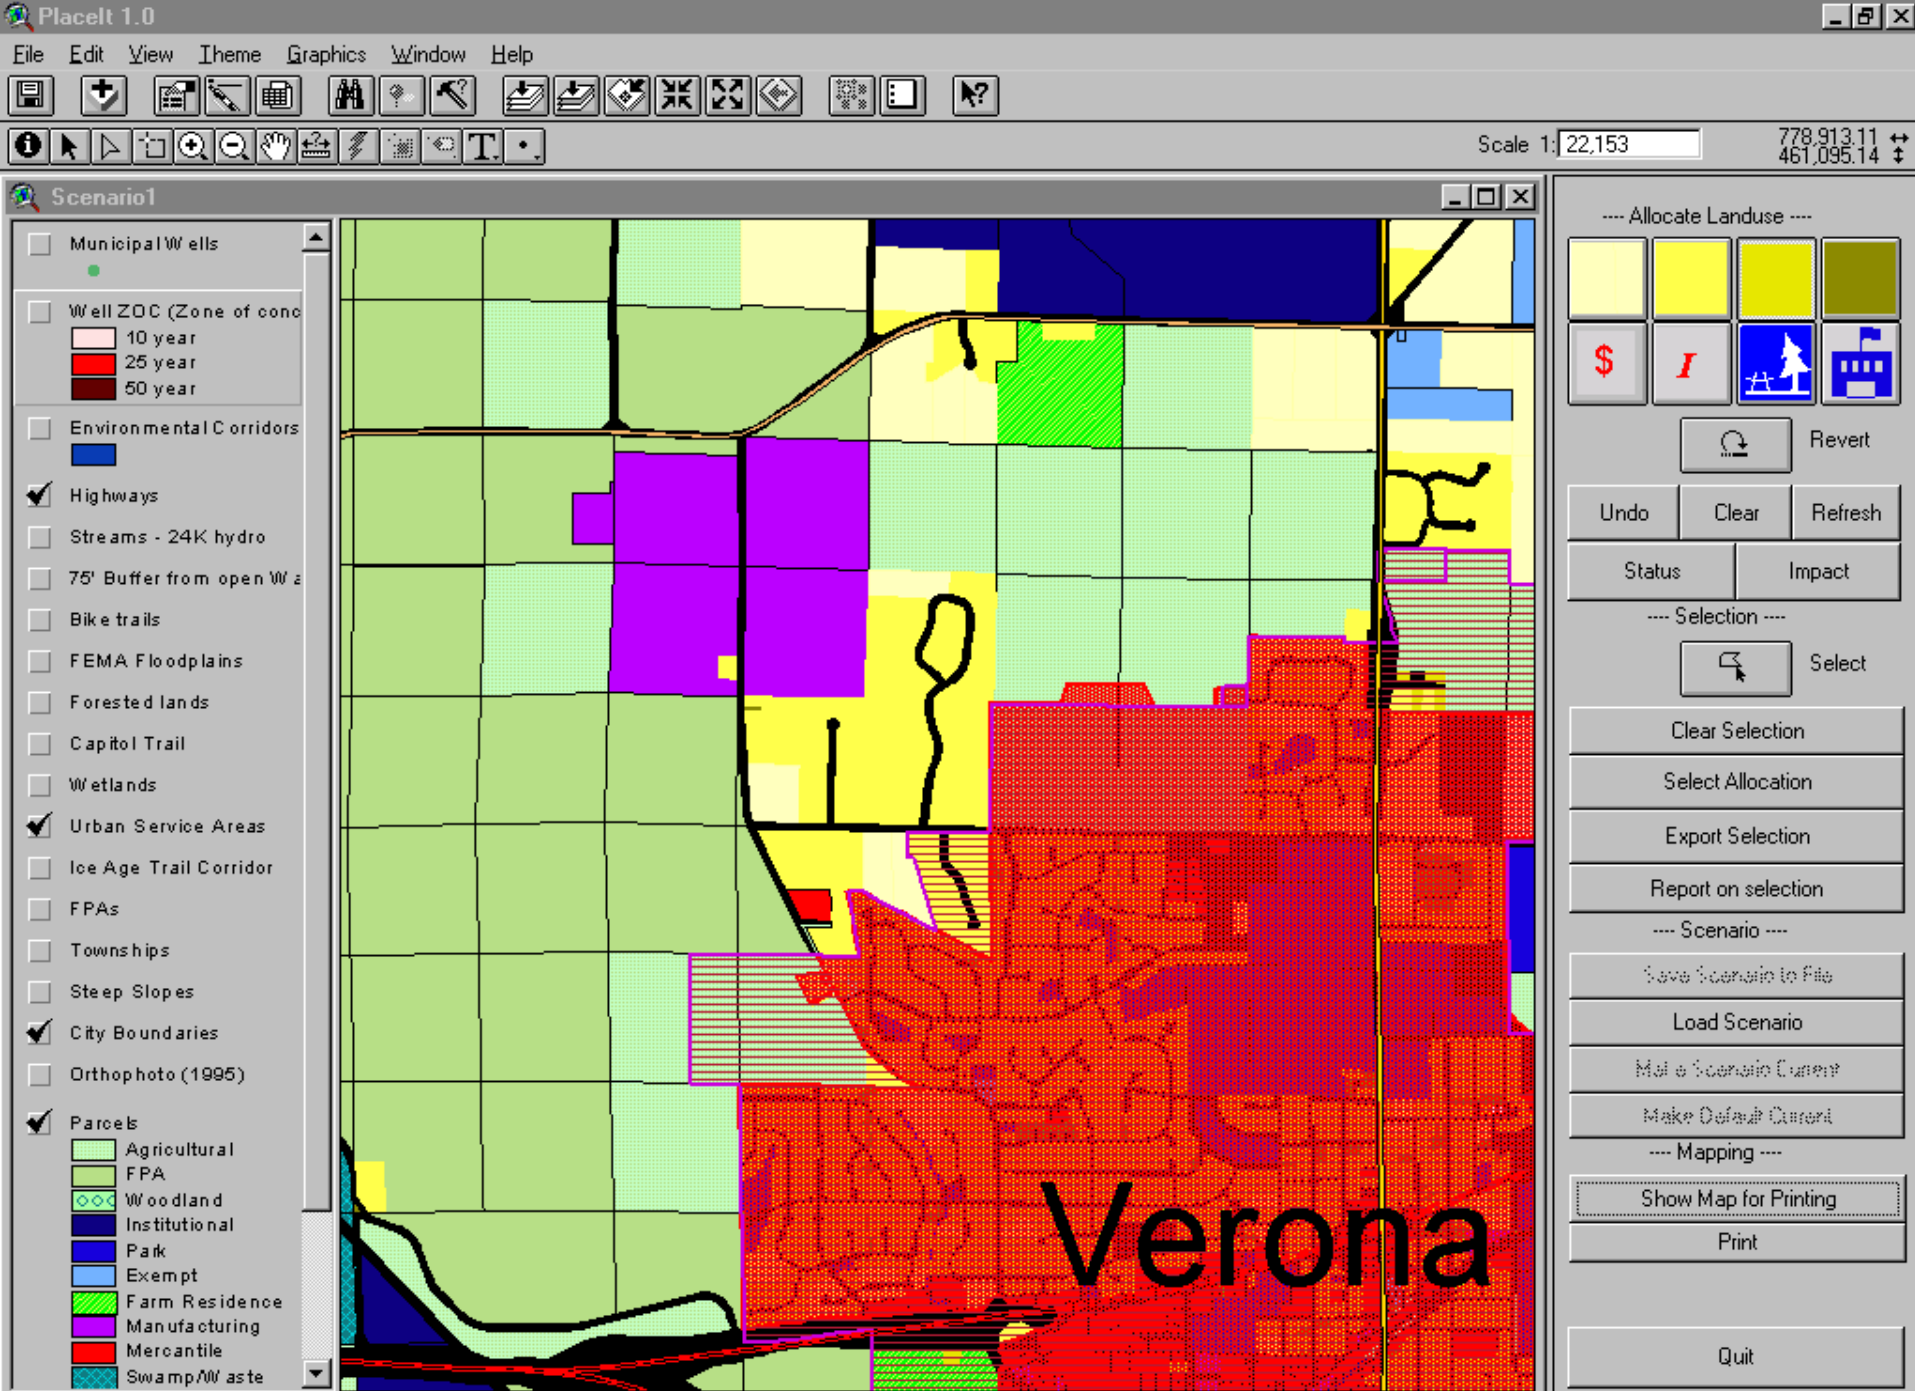 PlaceIt 1.0
File Edit View Theme Graphics Window Help
Scale 1: 22,153
778,913.11
461,095.14
Scenario1
Municipal Wells
Well ZOC (Zone of conc
10 year
25 year
50 year
Environmental Corridors
Highways
Streams - 24K hydro
75' Buffer from open Wa
Bike trails
FEMA Floodplains
Forested lands
Capitol Trail
Wetlands
Urban Service Areas
Ice Age Trail Corridor
FPAs
Townships
Steep Slopes
City Boundaries
Orthophoto (1995)
Parcels
Agricultural
FPA
Woodland
Institutional
Park
Exempt
Farm Residence
Manufacturing
Mercantile
Swamp/Waste
Verona
---- Allocate Landuse ----
$ I
Revert
Undo Clear Refresh
Status Impact
---- Selection ----
Select
Clear Selection
Select Allocation
Export Selection
Report on selection
---- Scenario ----
Save Scenario to File
Load Scenario
Make Scenario Current
Make Default Current
---- Mapping ----
Show Map for Printing
Print
Quit